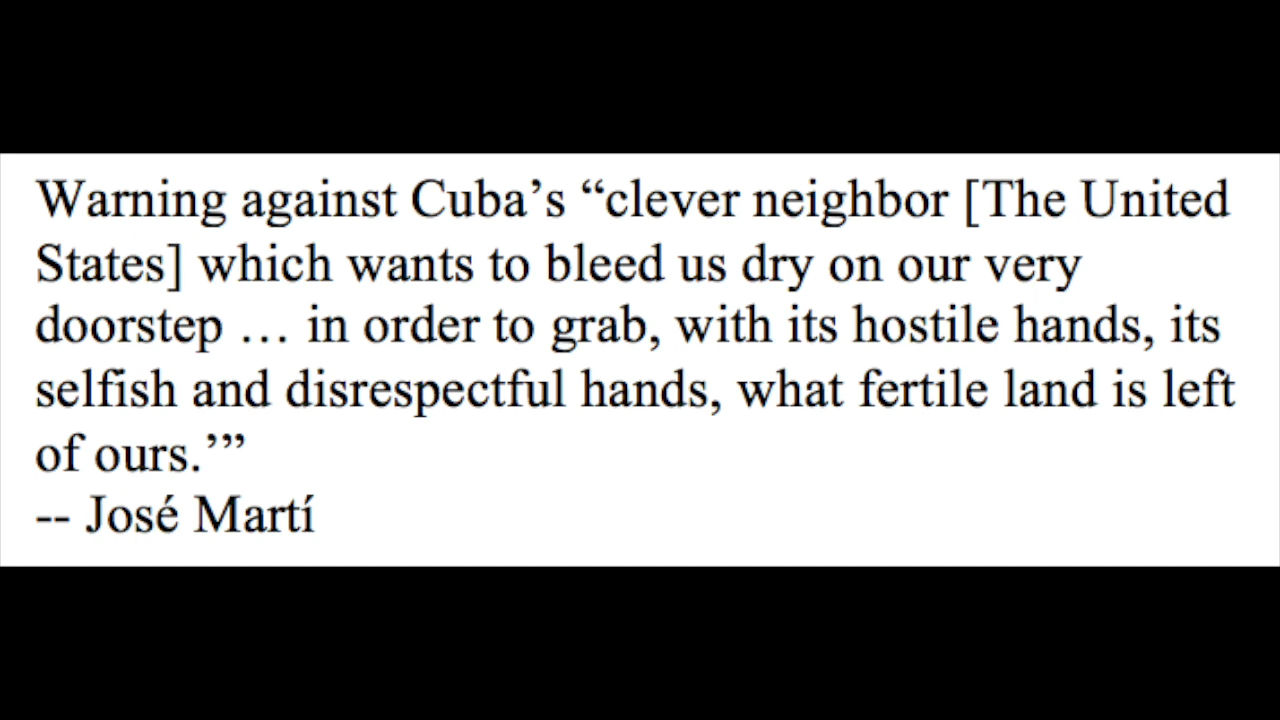 Warning against Cuba’s “clever neighbor [The United
States] which wants to bleed us dry on our very
doorstep … in order to grab, with its hostile hands, its
selfish and disrespectful hands, what fertile land is left
of ours.’”
-- José Martí